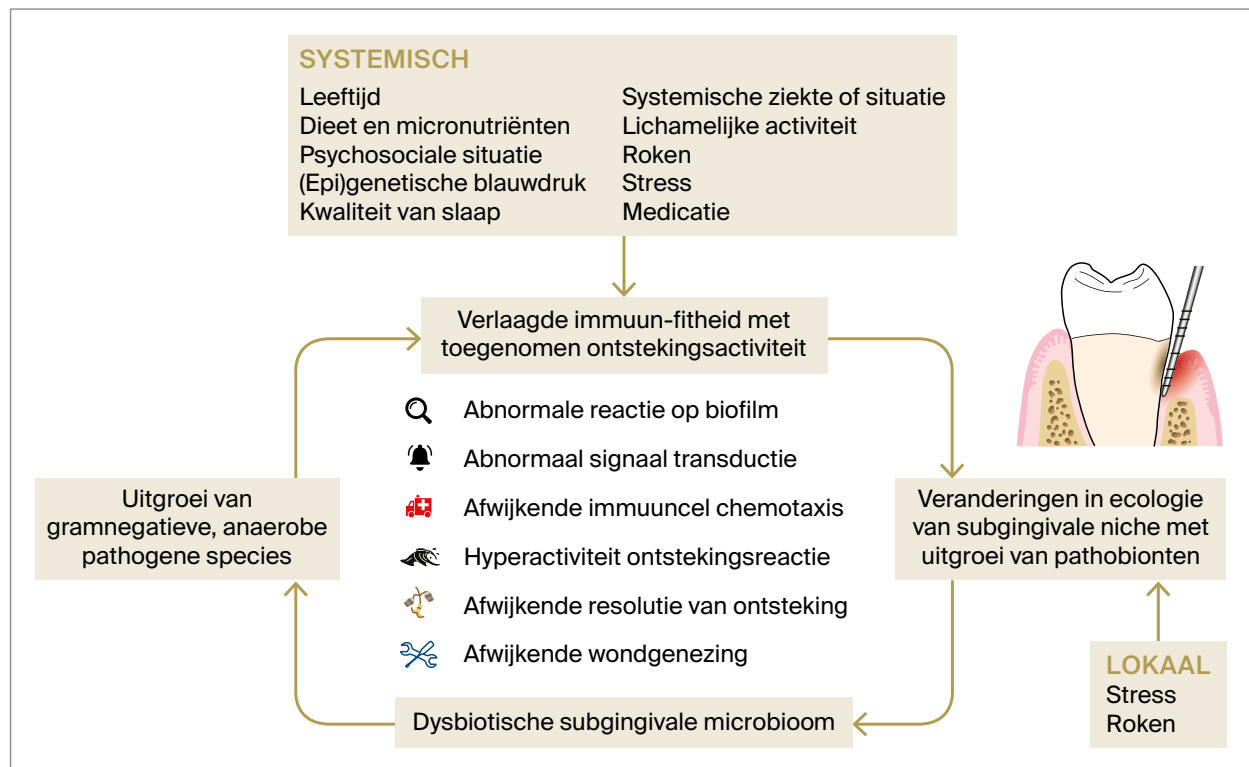 SYSTEMISCH
Leeftijd
Dieet en micronutriënten
Psychosociale situatie
(Epi)genetische blauwdruk
Kwaliteit van slaap
Systemische ziekte of situatie
Lichamelijke activiteit
Roken
Stress
Medicatie
Verlaagde immuun-fitheid met
toegenomen ontstekingsactiviteit
Abnormale reactie op biofilm
Abnormaal signaal transductie
Afwijkende immuuncel chemotaxis
Hyperactiviteit ontstekingsreactie
Afwijkende resolutie van ontsteking
Afwijkende wondgenezing
Uitgroei van
gramnegatieve, anaerobe
pathogene species
Veranderingen in ecologie
van subgingivale niche met
uitgroei van pathobionten
LOKAAL
Stress
Roken
Dysbiotische subgingivale microbioom